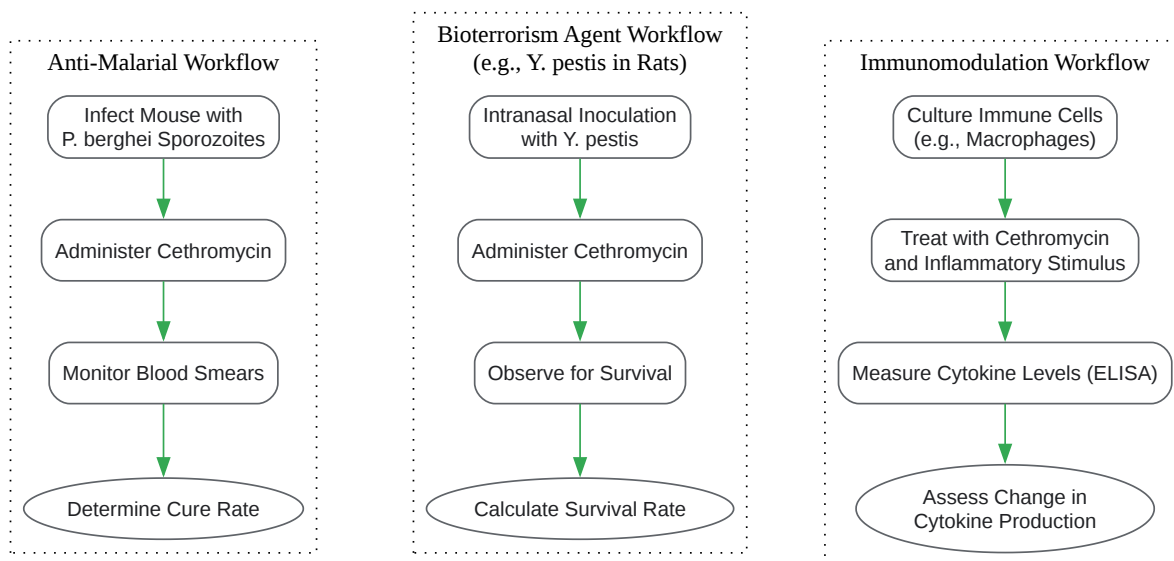 Anti-Malarial Workflow
Infect Mouse with
P. berghei Sporozoites
Administer Cethromycin
Monitor Blood Smears
Determine Cure Rate
Bioterrorism Agent Workflow
(e.g., Y. pestis in Rats)
Intranasal Inoculation
with Y. pestis
Administer Cethromycin
Observe for Survival
Calculate Survival Rate
Immunomodulation Workflow
Culture Immune Cells
(e.g., Macrophages)
Treat with Cethromycin
and Inflammatory Stimulus
Measure Cytokine Levels (ELISA)
Assess Change in
Cytokine Production